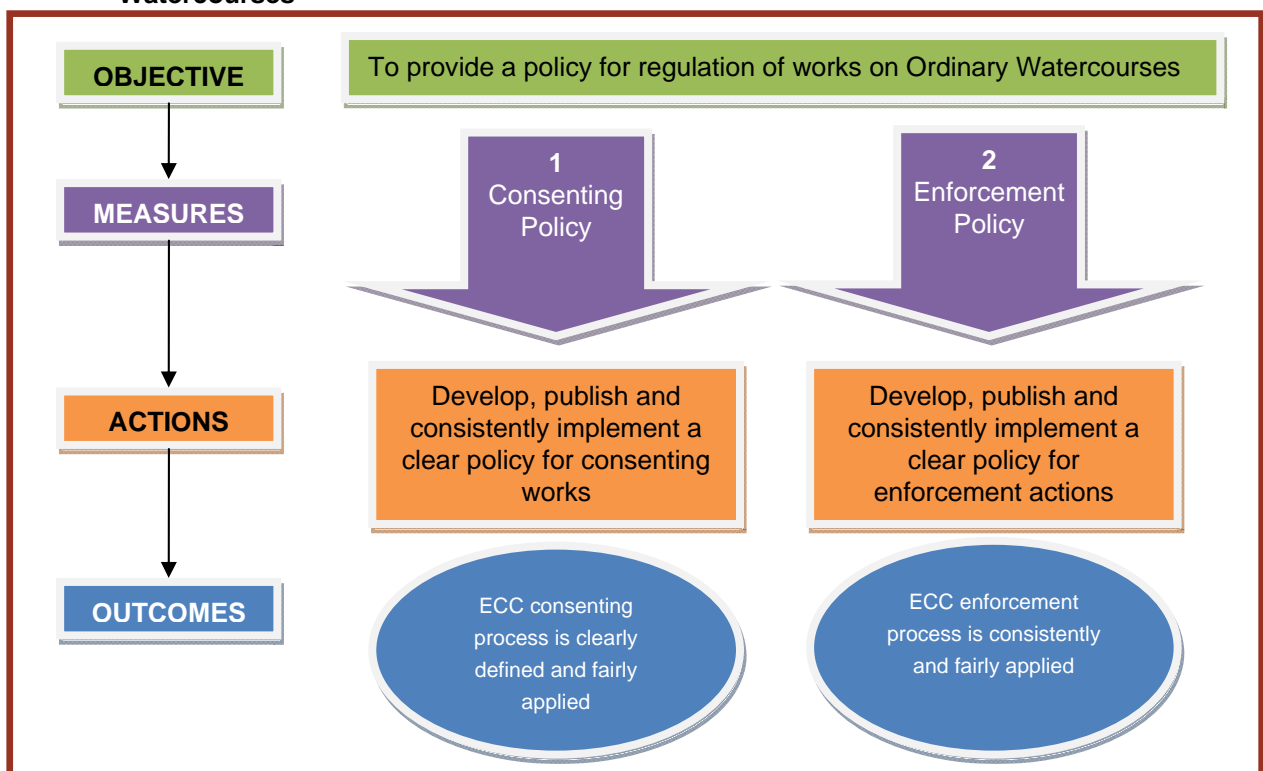 Watercourses
OBJECTIVE
To provide a policy for regulation of works on Ordinary Watercourses
MEASURES
1
Consenting
Policy
2
Enforcement
Policy
ACTIONS
Develop, publish and
consistently implement a
clear policy for consenting
works
Develop, publish and
consistently implement a
clear policy for
enforcement actions
OUTCOMES
ECC consenting
process is clearly
defined and fairly
applied
ECC enforcement
process is consistently
and fairly applied